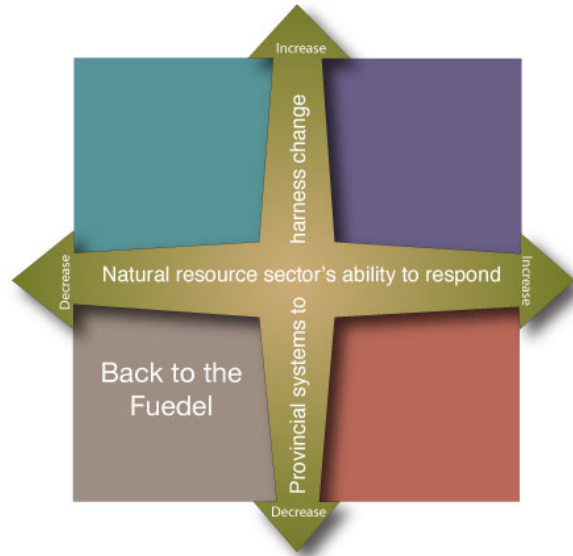 Increase
Provincial systems to harness change
Decrease
Natural resource sector's ability to respond
Increase
Back to the
Fuedel
Decrease